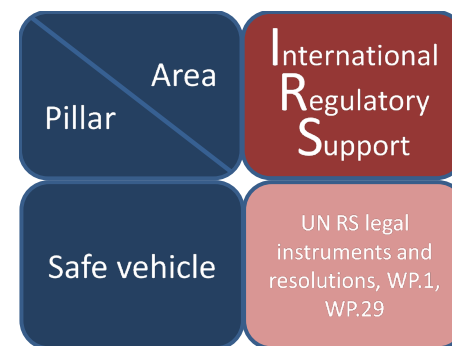 Area
Pillar
International
Regulatory
Support
Safe vehicle
UN RS legal
instruments and
resolutions, WP.1,
WP.29